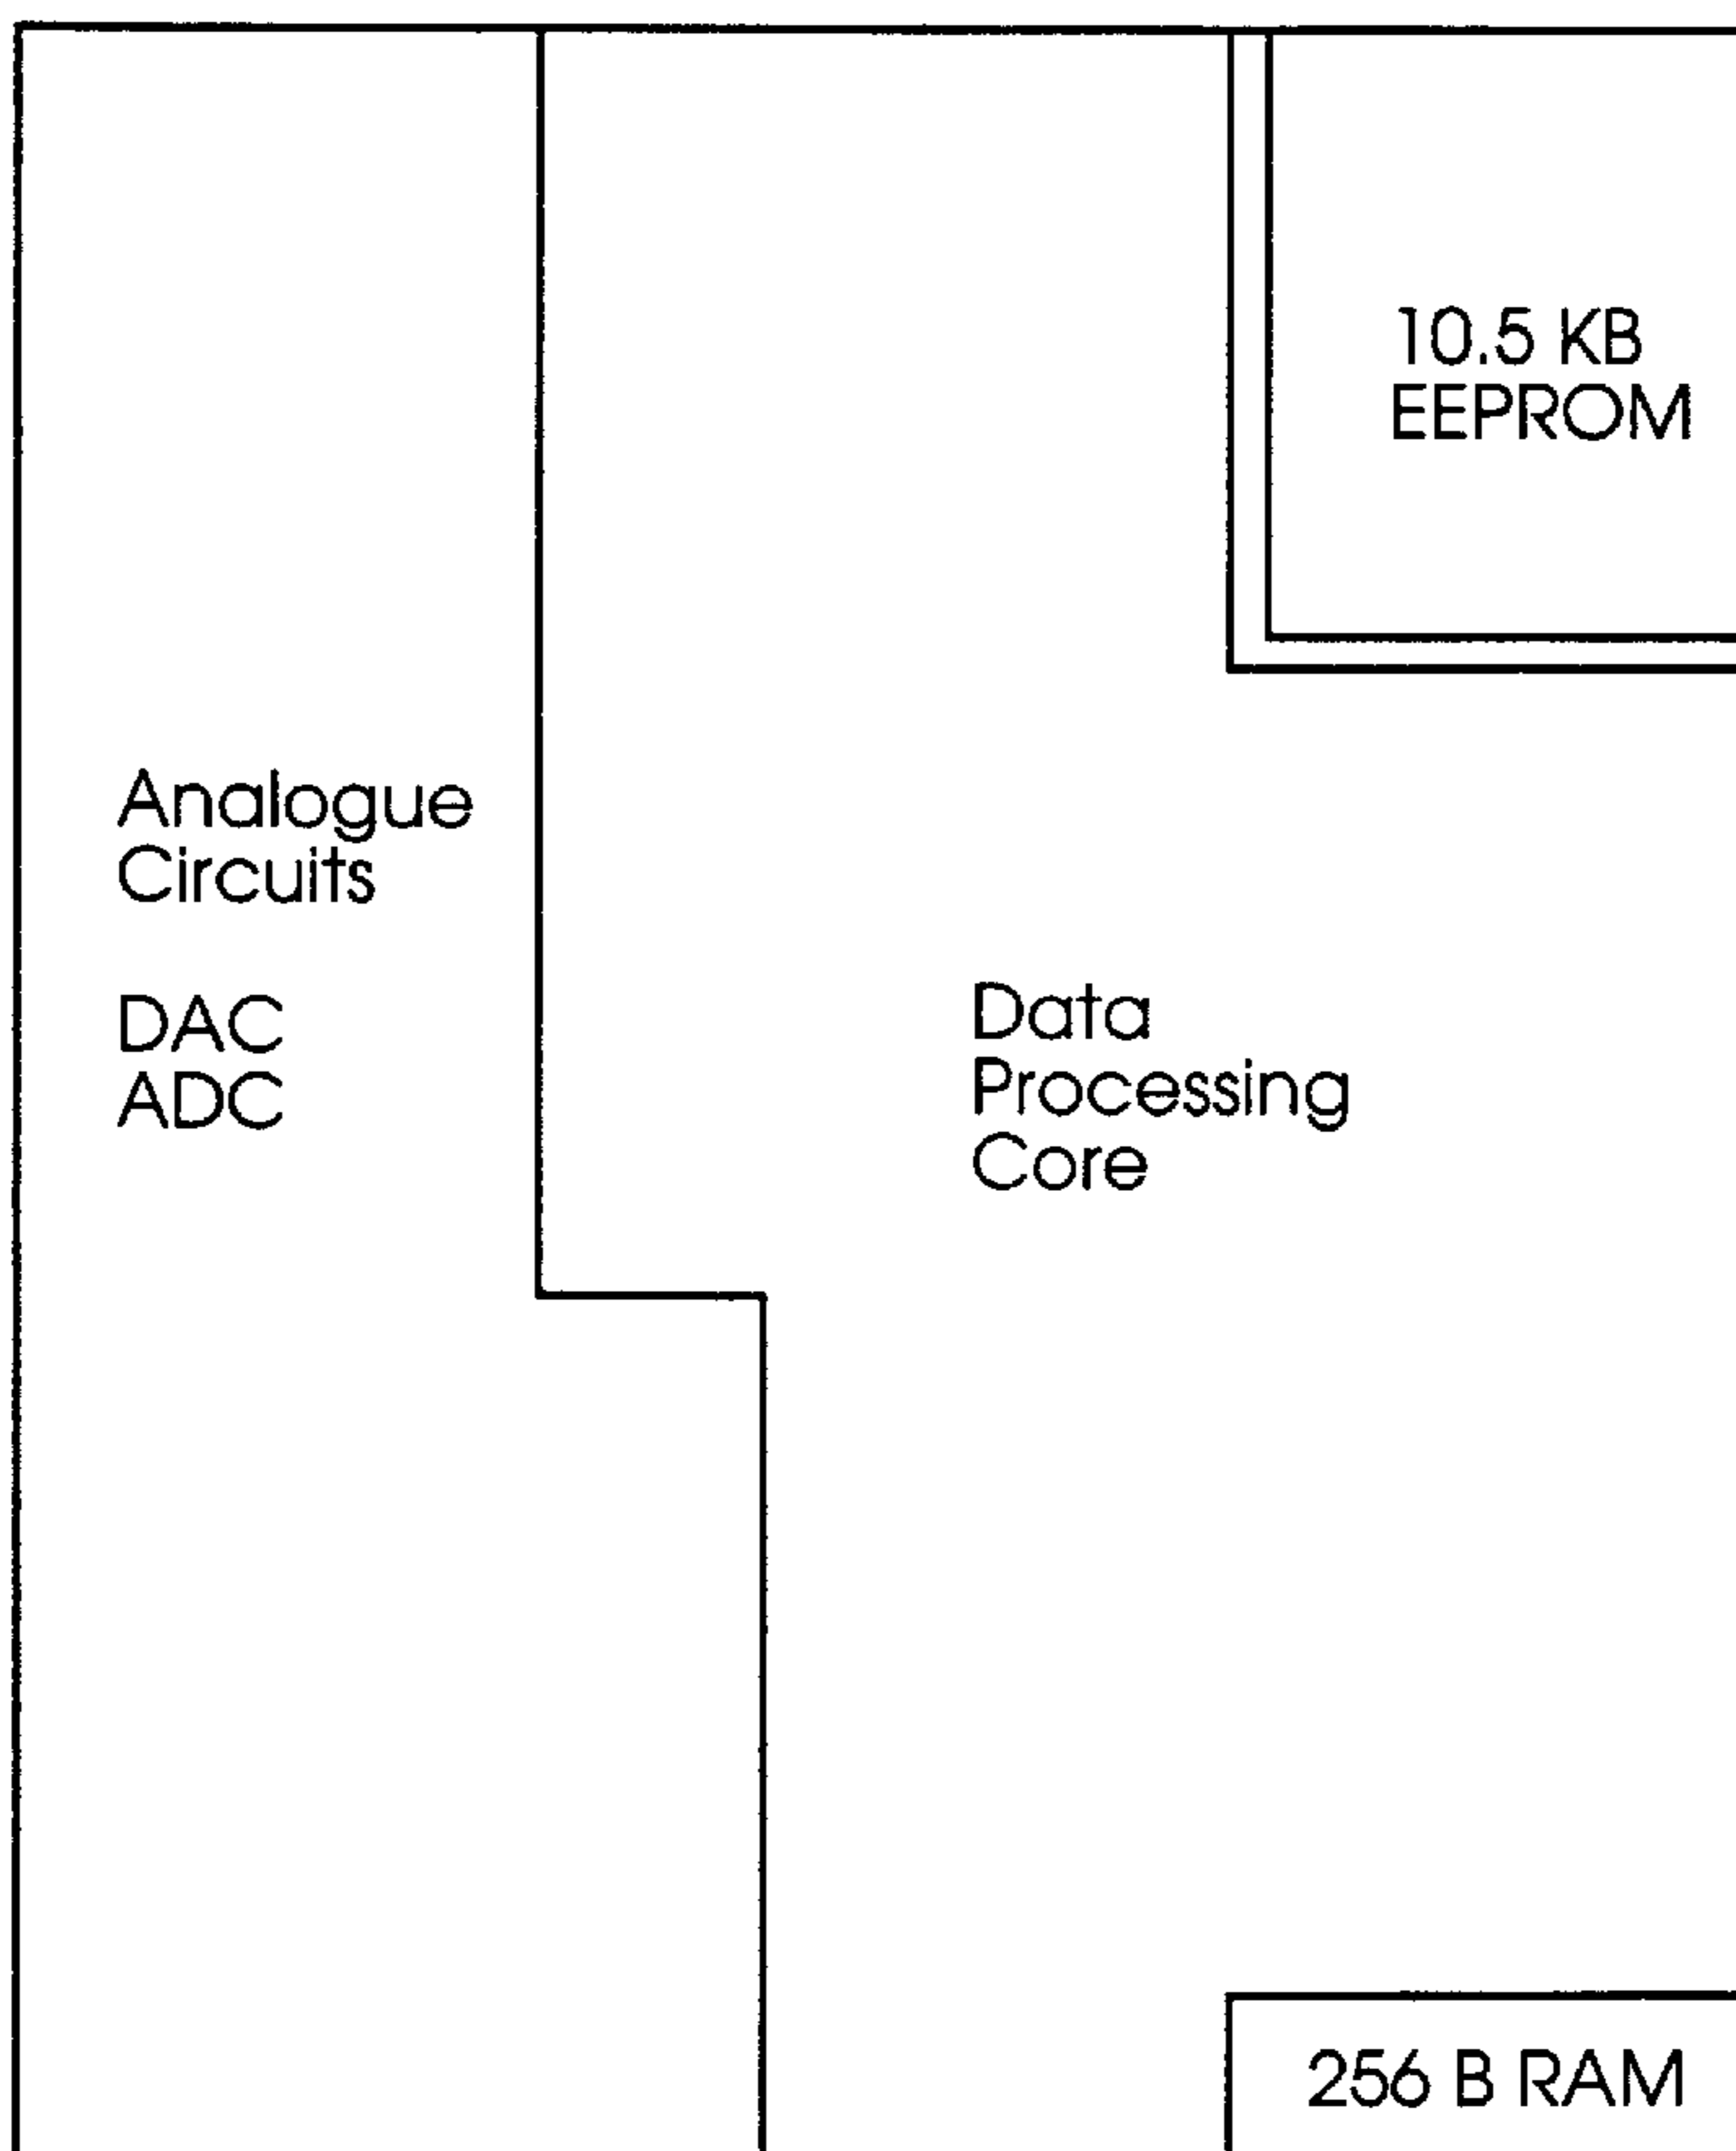 10.5 KB
EEPROM
Analogue
Circuits
DAC
ADC
Data
Processing
Core
256 B RAM